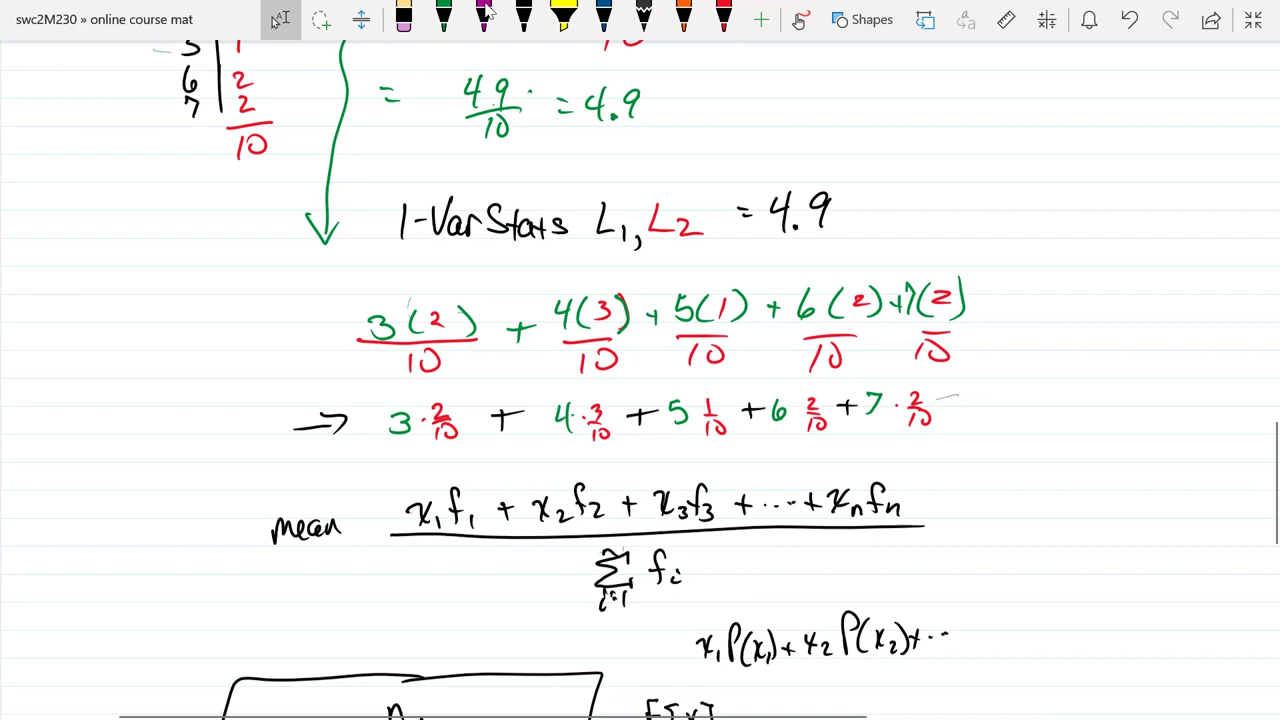 swc2M230 » online course mat
Shapes
5 | 1
6 | 2
7 | 2
10
= 49/10 = 4.9
1-Var Stats L1, L2 = 4.9
3(2)/10 + 4(3)/10 + 5(1)/10 + 6(2)/10 + 7(2)/10
→ 3 · 2/10 + 4 · 3/10 + 5 1/10 + 6 2/10 + 7 · 2/10
mean x₁f₁ + x₂f₂ + x₃f₃ + ··· + xₙfₙ
n
Σ fᵢ
i=1
x₁P(x₁) + x₂P(x₂) + ···